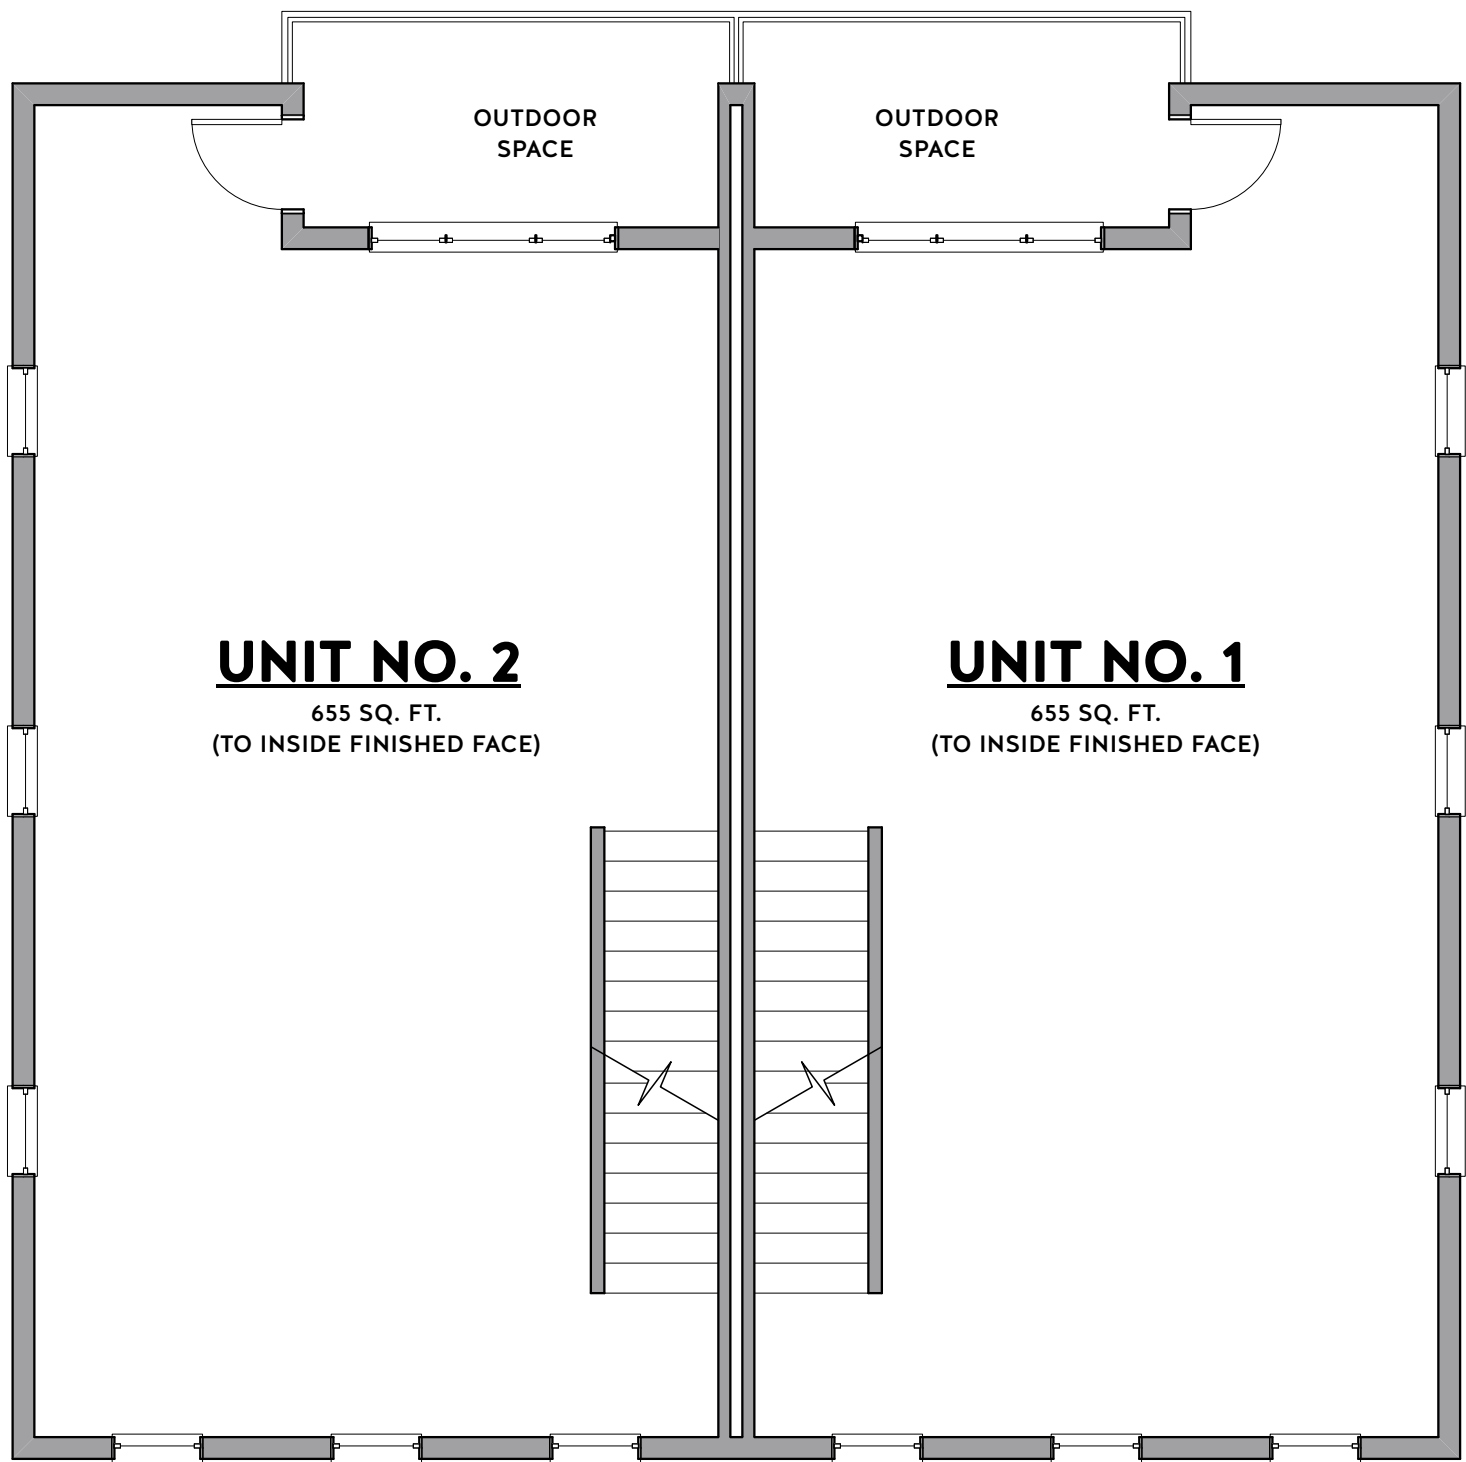 OUTDOOR
SPACE
OUTDOOR
SPACE
UNIT NO. 2
655 SQ. FT.
(TO INSIDE FINISHED FACE)
UNIT NO. 1
655 SQ. FT.
(TO INSIDE FINISHED FACE)